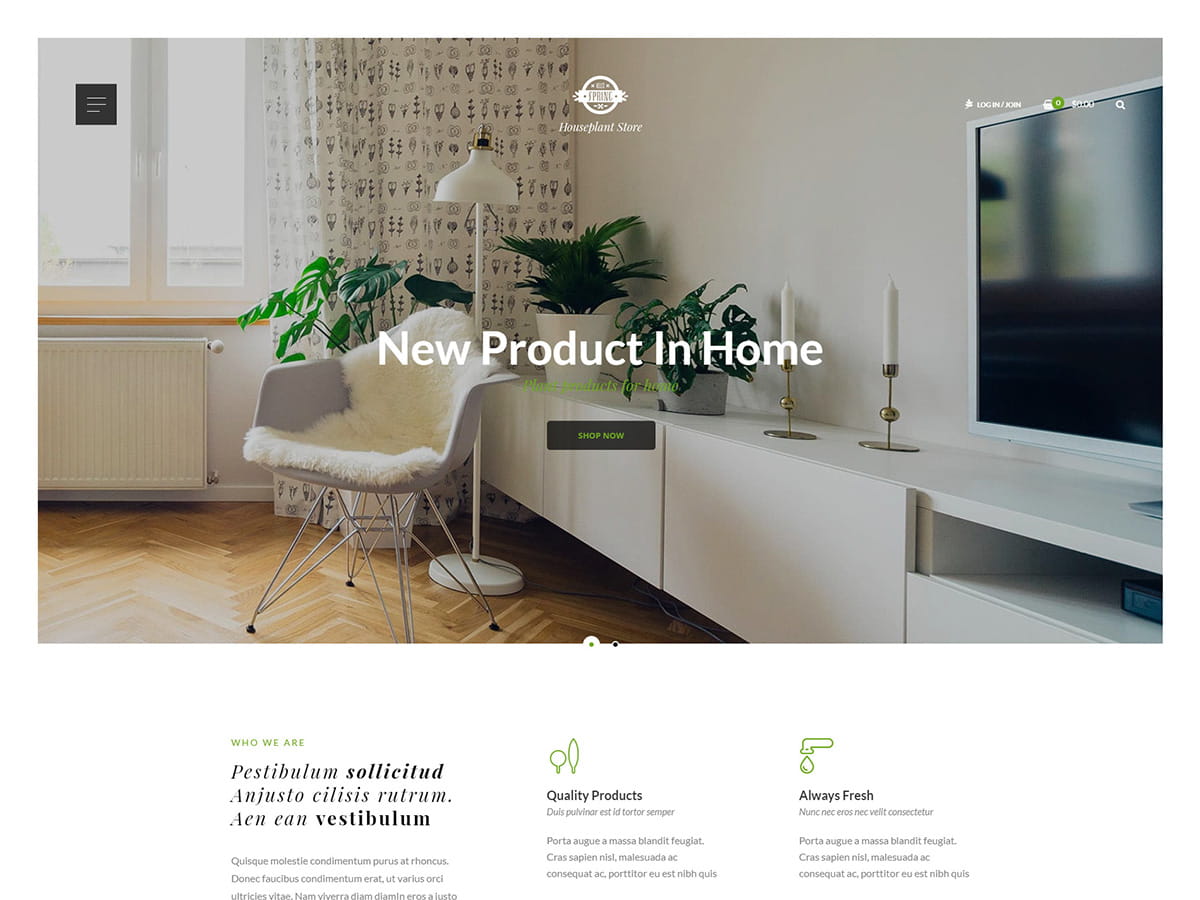 SPRING
Houseplant Store
LOG IN / JOIN
0
$0.00
New Product In Home
Plant products for home
SHOP NOW
WHO WE ARE
Pestibulum sollicitud
Anjusto cilisis rutrum.
Aen ean vestibulum
Quisque molestie condimentum purus at rhoncus.
Donec faucibus condimentum erat, ut varius orci
ultricies vitae. Nam viverra diam diamIn eros a justo
Quality Products
Duis pulvinar est id tortor semper
Porta augue a massa blandit feugiat.
Cras sapien nisl, malesuada ac
consequat ac, porttitor eu est nibh quis
Always Fresh
Nunc nec eros nec velit consectetur
Porta augue a massa blandit feugiat.
Cras sapien nisl, malesuada ac
consequat ac, porttitor eu est nibh quis